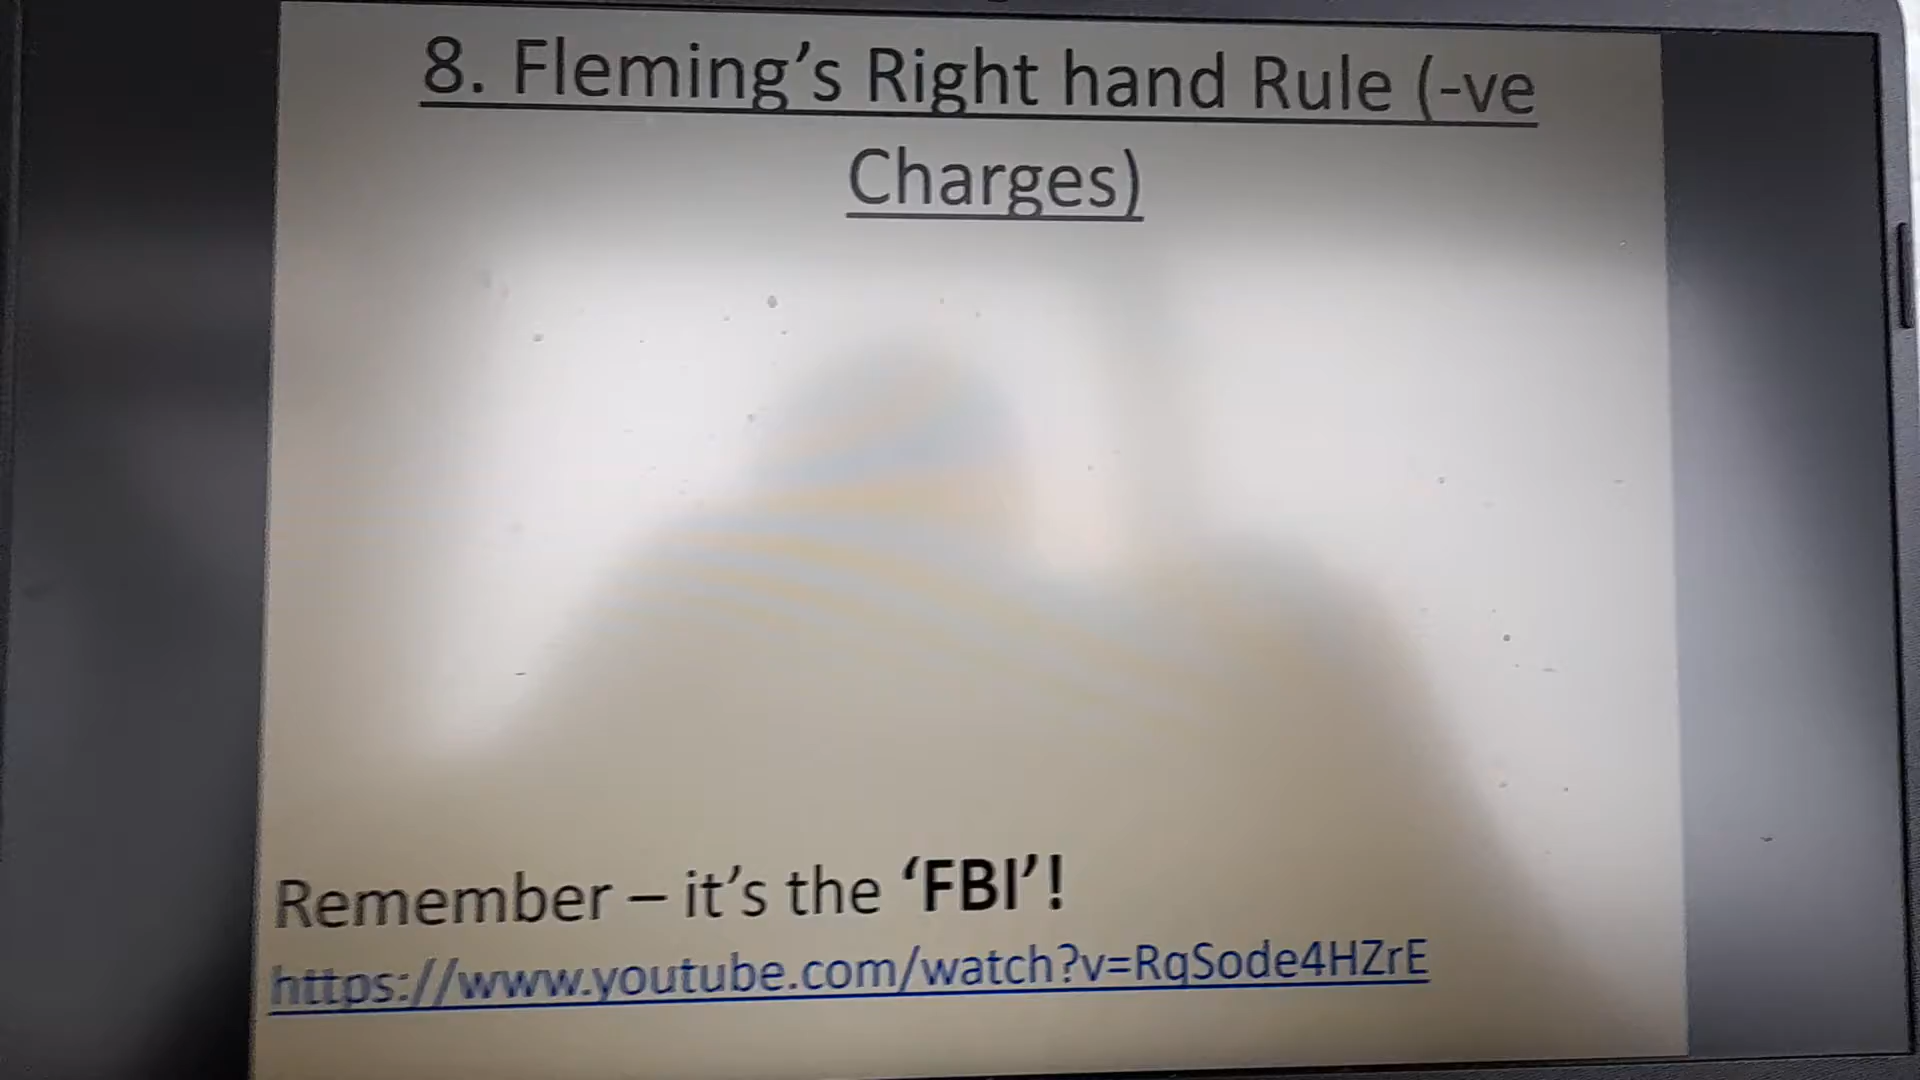 8. Fleming’s Right hand Rule (-ve
Charges)
Remember – it’s the ‘FBI’!
https://www.youtube.com/watch?v=RqSode4HZrE